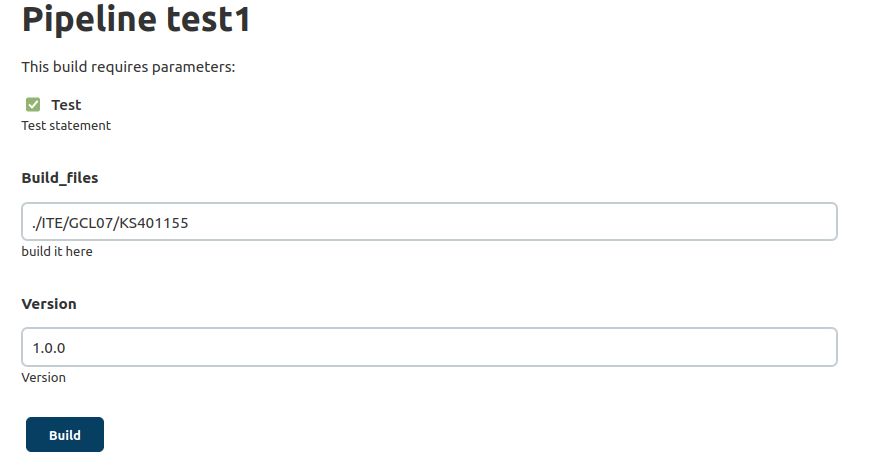 Pipeline test1
This build requires parameters:
Test
Test statement
Build_files
./ITE/GCL07/KS401155
build it here
Version
1.0.0
Version
Build